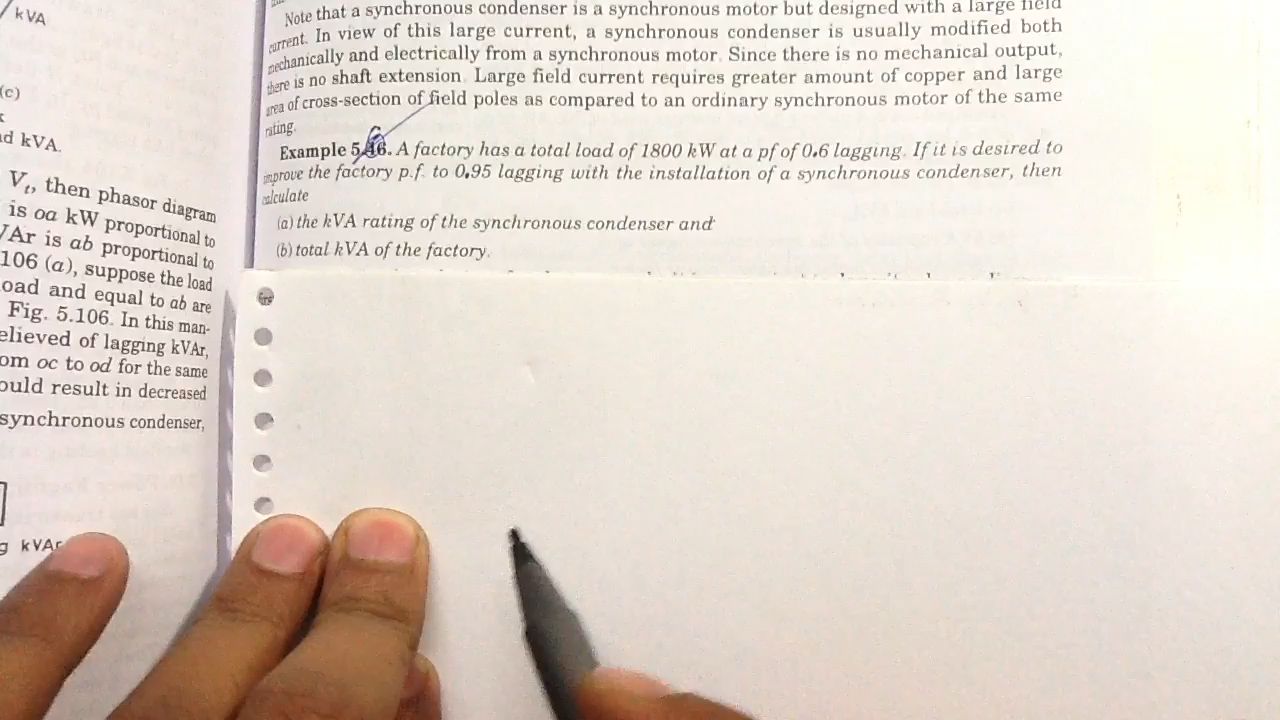 kVA
(c)
d kVA.
V_t, then phasor diagram
is oa kW proportional to
VAr is ab proportional to
106 (a), suppose the load
oad and equal to ab are
Fig. 5.106. In this man-
elieved of lagging kVAr,
om oc to od for the same
ould result in decreased
synchronous condenser,
g kVAr
Note that a synchronous condenser is a synchronous motor but designed with a large field
current. In view of this large current, a synchronous condenser is usually modified both
mechanically and electrically from a synchronous motor. Since there is no mechanical output,
there is no shaft extension. Large field current requires greater amount of copper and large
area of cross-section of field poles as compared to an ordinary synchronous motor of the same
rating.
Example 5.46. A factory has a total load of 1800 kW at a pf of 0.6 lagging. If it is desired to
improve the factory p.f. to 0.95 lagging with the installation of a synchronous condenser, then
calculate
(a) the kVA rating of the synchronous condenser and
(b) total kVA of the factory.